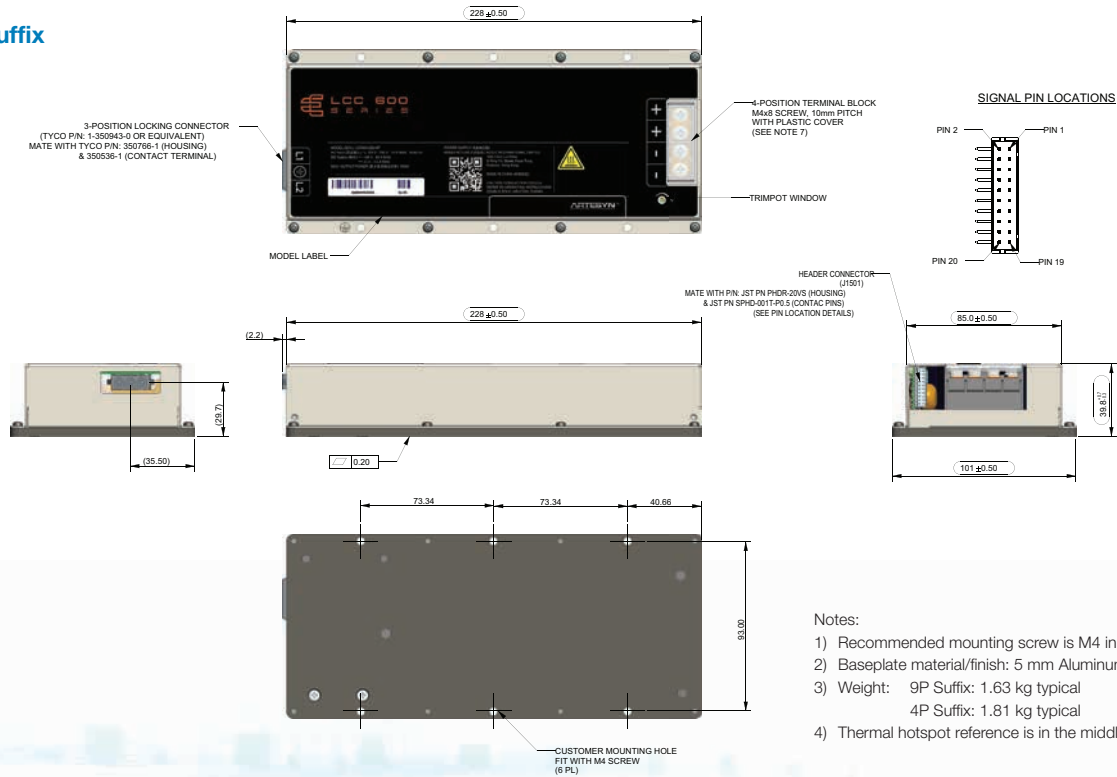 uffix
228 ±0.50
3-POSITION LOCKING CONNECTOR
(TYCO P/N: 1-350943-0 OR EQUIVALENT)
MATE WITH TYCO P/N: 350766-1 (HOUSING)
& 350536-1 (CONTACT TERMINAL)
LCC 600
SERIES
L1
L2
+
+
-
-
ARTESYN
4-POSITION TERMINAL BLOCK
M4x8 SCREW, 10mm PITCH
WITH PLASTIC COVER
(SEE NOTE 7)
TRIMPOT WINDOW
MODEL LABEL
SIGNAL PIN LOCATIONS
PIN 2
PIN 1
PIN 20
PIN 19
HEADER CONNECTOR
(J1501)
MATE WITH P/N: JST PN PHDR-20VS (HOUSING)
& JST PN SPHD-001T-P0.5 (CONTAC PINS)
(SEE PIN LOCATION DETAILS)
228 ±0.50
(2.2)
(29.7)
(35.50)
0.20
85.0 ±0.50
39.8
101 ±0.50
73.34
73.34
40.66
93.00
CUSTOMER MOUNTING HOLE
FIT WITH M4 SCREW
(6 PL)
Notes:
1) Recommended mounting screw is M4 in
2) Baseplate material/finish: 5 mm Aluminu
3) Weight: 9P Suffix: 1.63 kg typical
4P Suffix: 1.81 kg typical
4) Thermal hotspot reference is in the middl